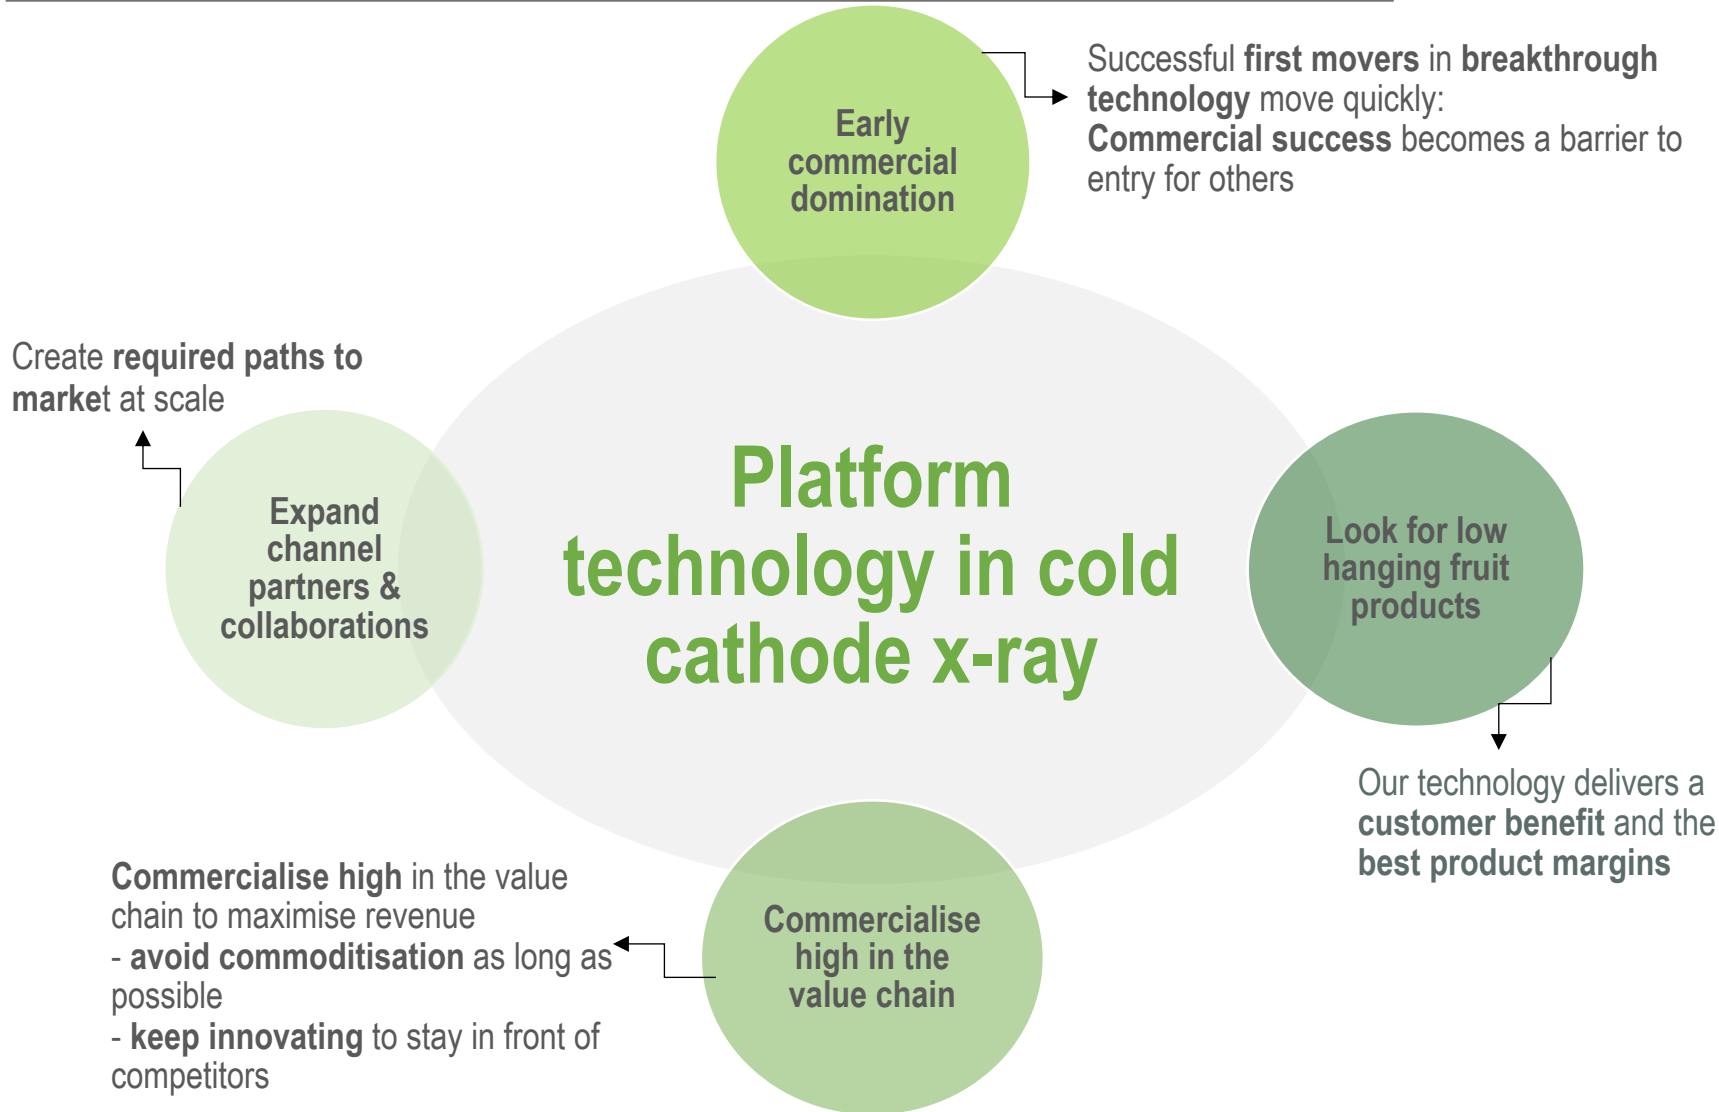 Early
commercial
domination
Successful first movers in breakthrough
technology move quickly:
Commercial success becomes a barrier to
entry for others
Create required paths to
market at scale
Expand
channel
partners &
collaborations
Platform
technology in cold
cathode x-ray
Look for low
hanging fruit
products
Our technology delivers a
customer benefit and the
best product margins
Commercialise high in the value
chain to maximise revenue
- avoid commoditisation as long as
possible
- keep innovating to stay in front of
competitors
Commercialise
high in the
value chain